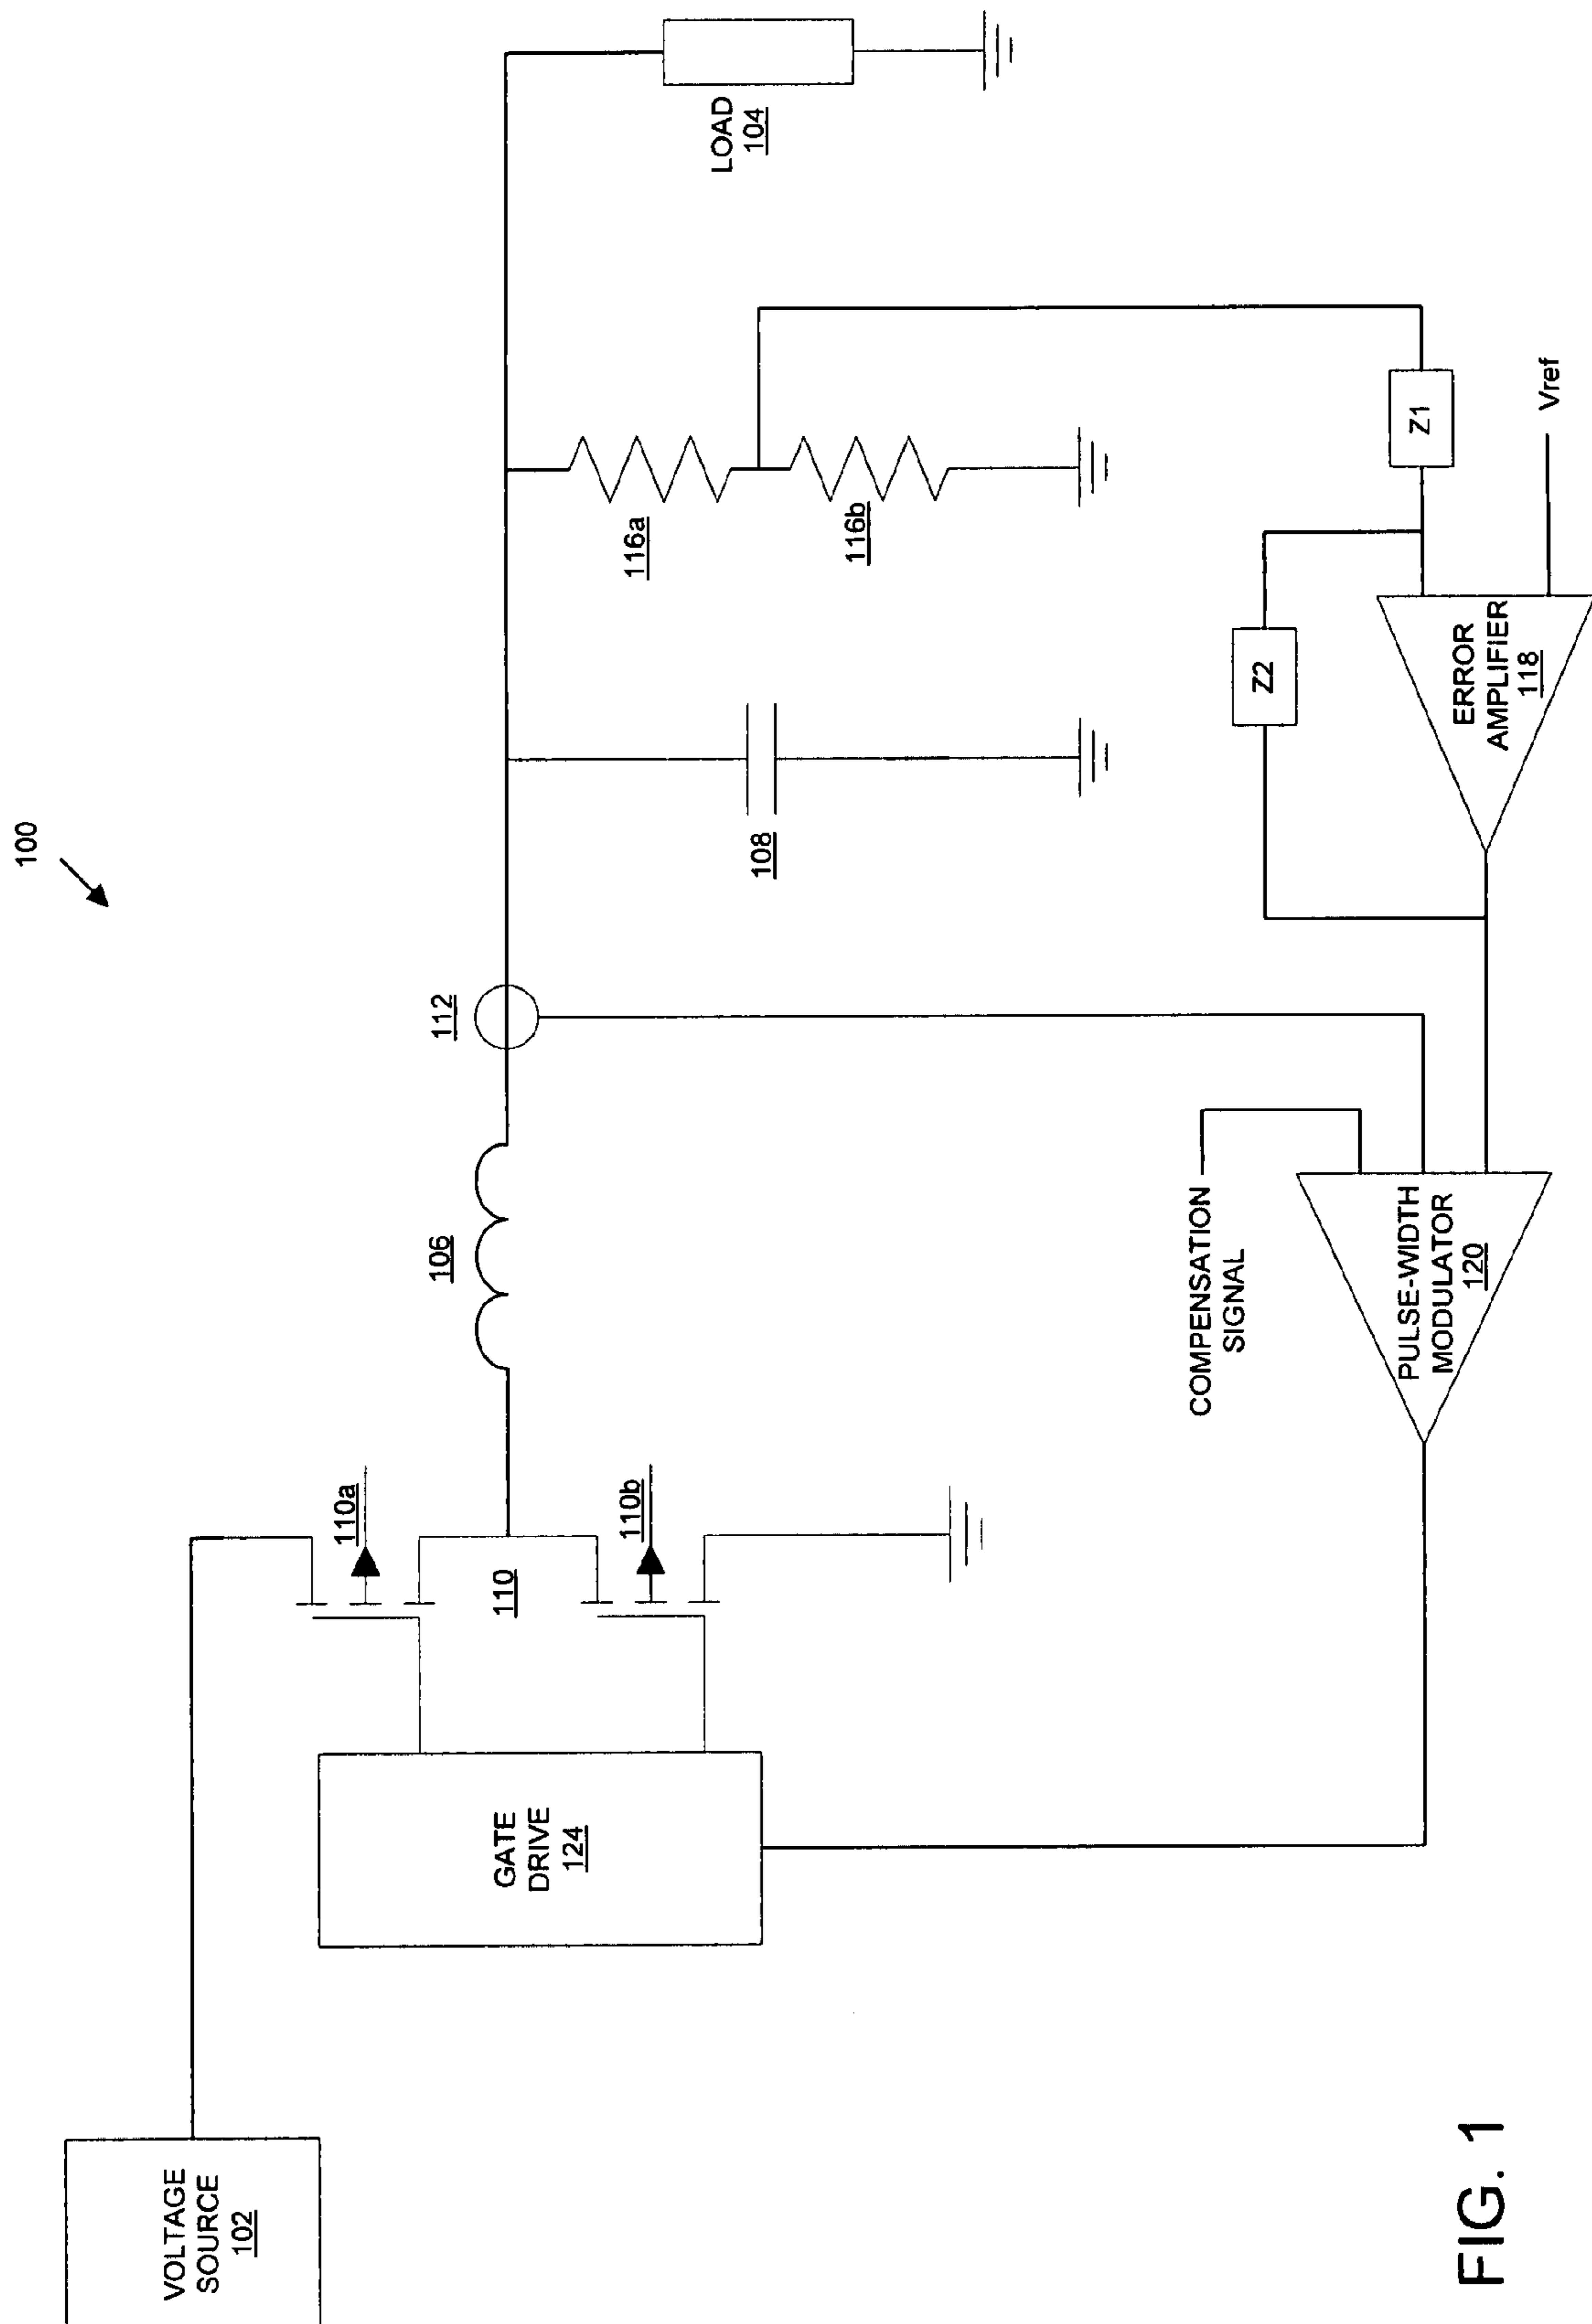 100
VOLTAGE
SOURCE
102
110a
110
110b
106
112
108
116a
116b
LOAD
104
GATE
DRIVE
124
COMPENSATION
SIGNAL
PULSE-WIDTH
MODULATOR
120
Z2
Z1
ERROR
AMPLIFIER
118
Vref
FIG. 1